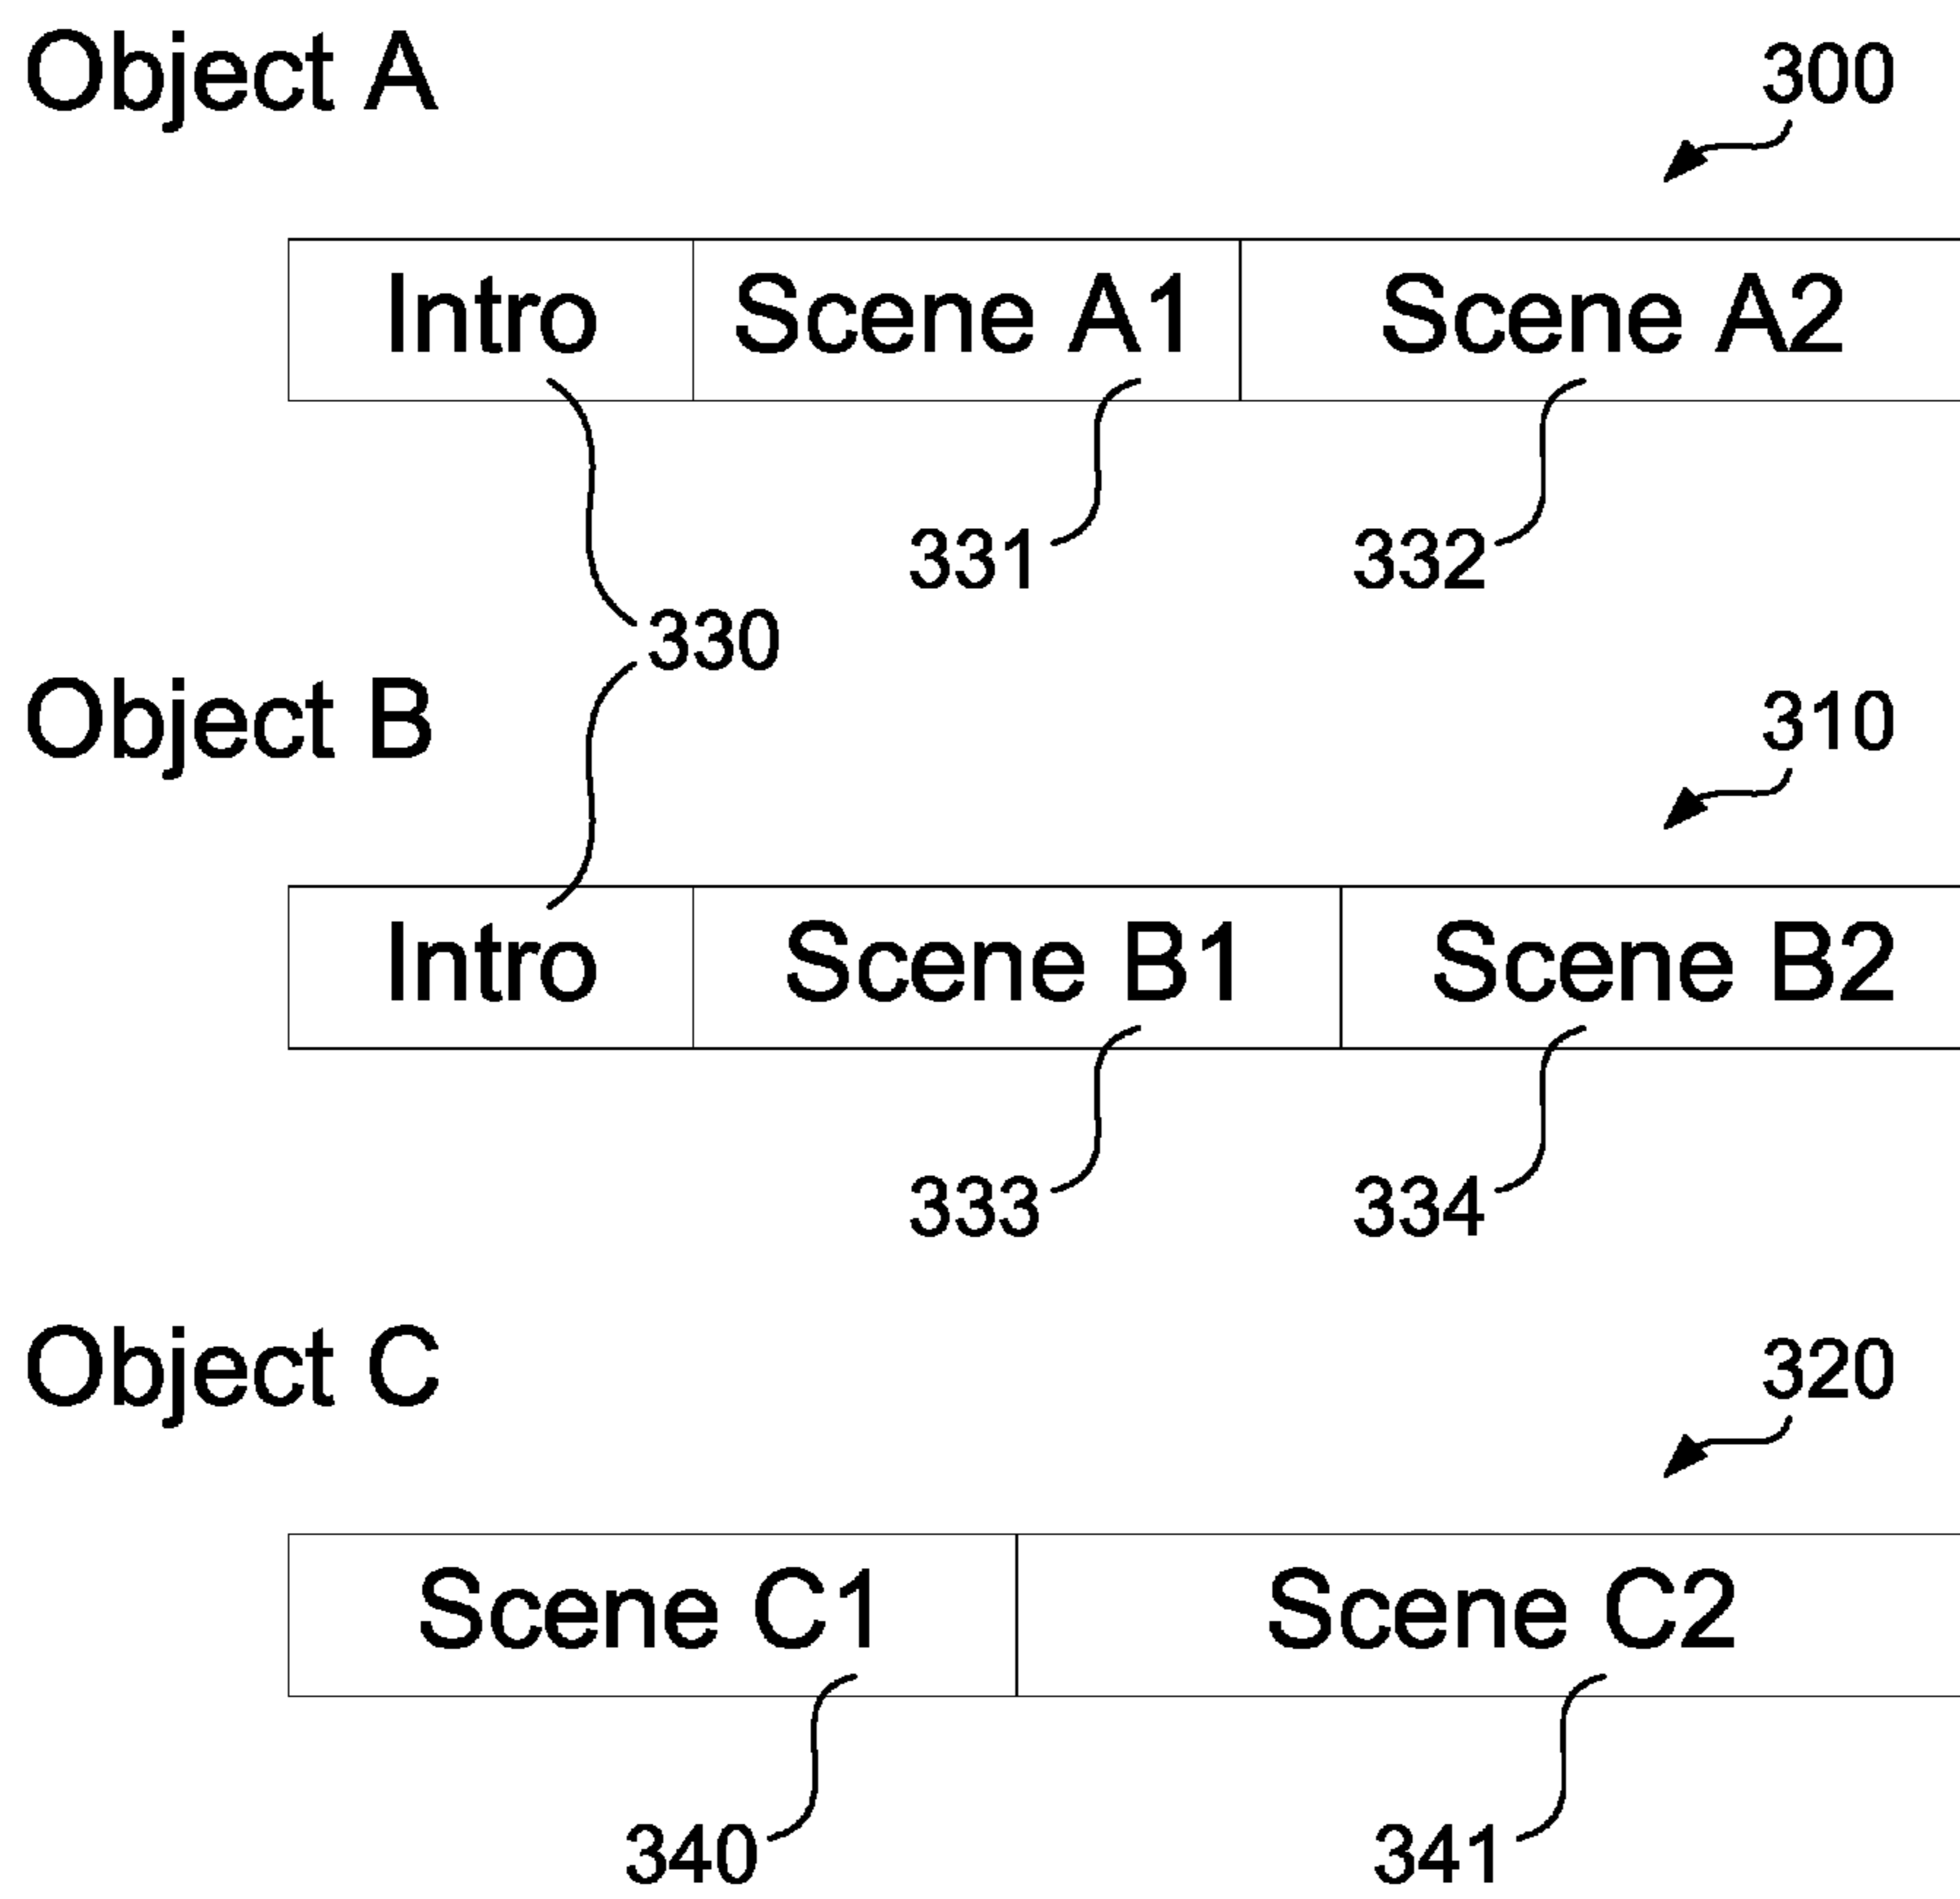 Object A
300
Intro Scene A1 Scene A2
331 332
330
Object B
310
Intro Scene B1 Scene B2
333 334
Object C
320
Scene C1 Scene C2
340 341